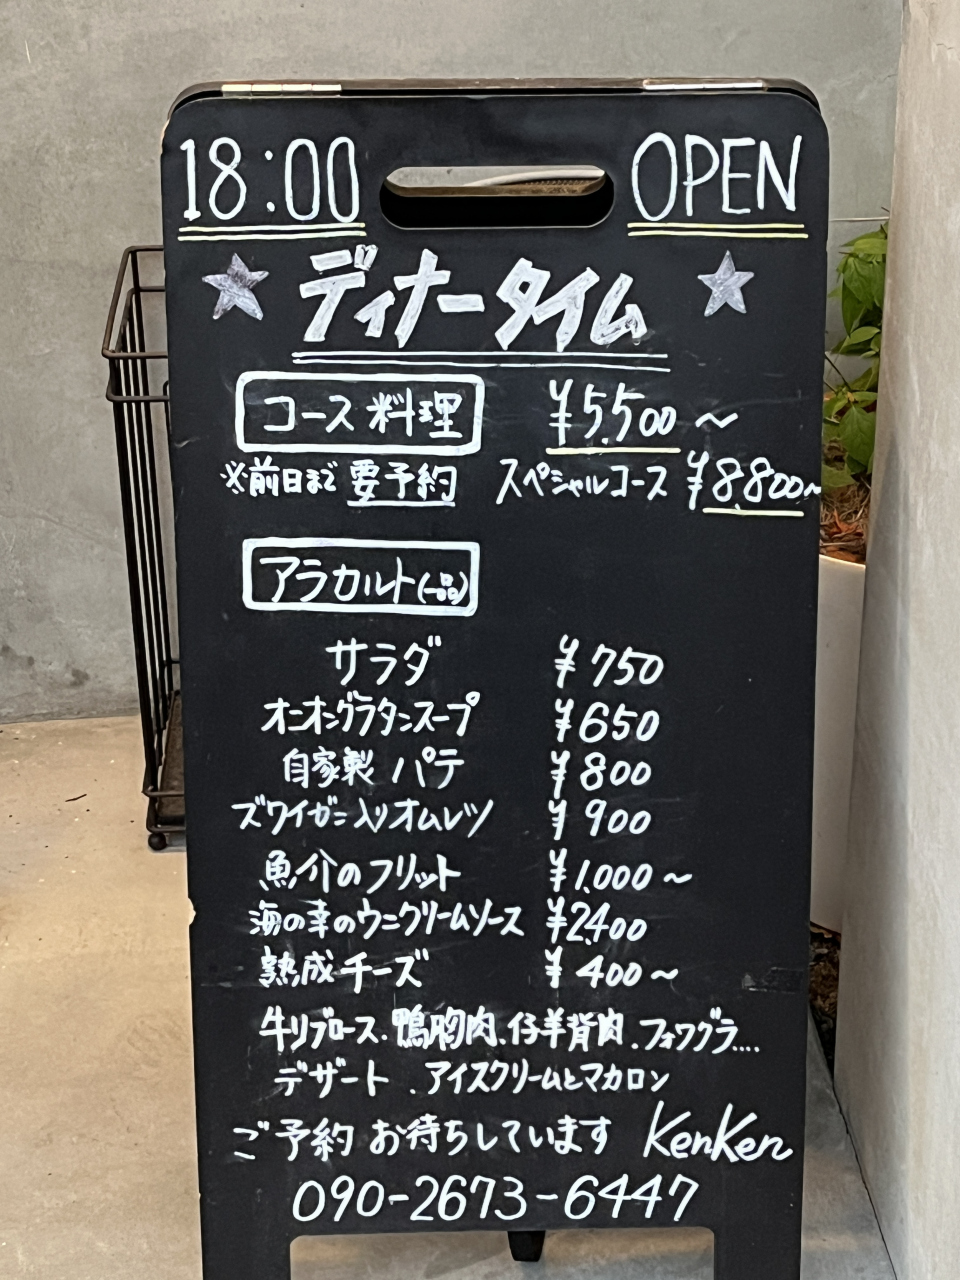 18:00 OPEN
★ ディナータイム ★
コース料理 ¥5,500～
※前日まで要予約 スペシャルコース ¥8,800～
アラカルト(一品)
サラダ ¥750
オニオングラタンスープ ¥650
自家製 パテ ¥800
ズワイガニ入りオムレツ ¥900
魚介のフリット ¥1,000～
海の幸のウニクリームソース ¥2,400
熟成チーズ ¥400～
牛リブロース.鴨胸肉.仔羊背肉.フォワグラ....
デザート .アイスクリームとマカロン
ご予約お待ちしています KenKen
090-2673-6447